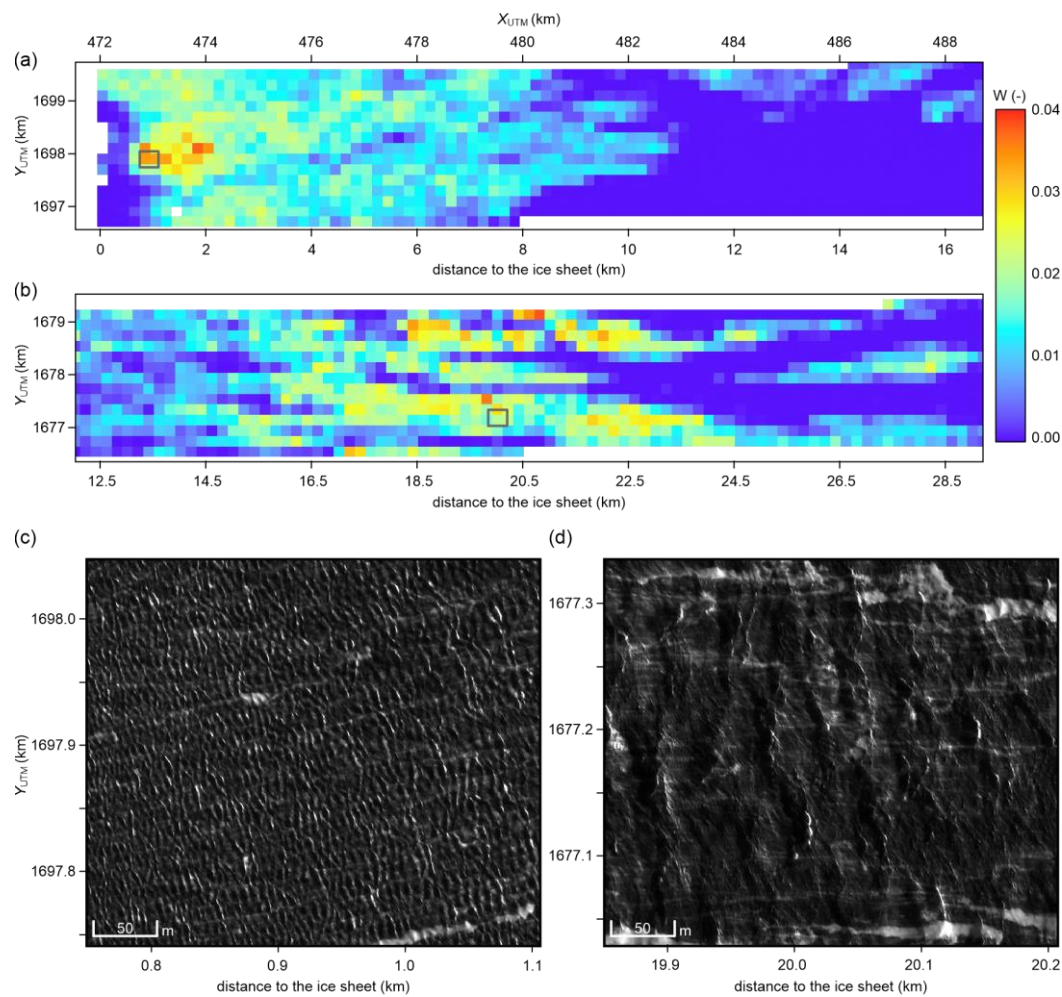 X_UTM (km)
472 474 476 478 480 482 484 486 488
(a)
W (-)
Y_UTM (km)
1699
1698
1697
0.04
0.03
0.02
0.01
0.00
0 2 4 6 8 10 12 14 16
distance to the ice sheet (km)
(b)
Y_UTM (km)
1679
1678
1677
12.5 14.5 16.5 18.5 20.5 22.5 24.5 26.5 28.5
distance to the ice sheet (km)
(c)
Y_UTM (km)
1698.0
1697.9
1697.8
50 m
0.8 0.9 1.0 1.1
distance to the ice sheet (km)
(d)
1677.3
1677.2
1677.1
50 m
19.9 20.0 20.1 20.2
distance to the ice sheet (km)